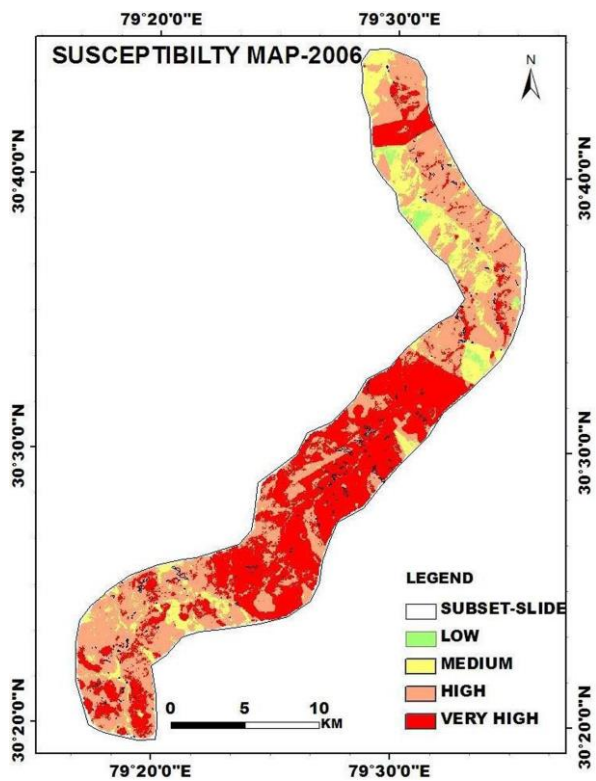 79°20'0"E 79°30'0"E
SUSCEPTIBILTY MAP-2006
N
30°40'0"N 30°40'0"N
30°30'0"N 30°30'0"N
LEGEND
SUBSET-SLIDE
LOW
MEDIUM
HIGH
VERY HIGH
0 5 10
KM
30°20'0"N 30°20'0"N
79°20'0"E 79°30'0"E